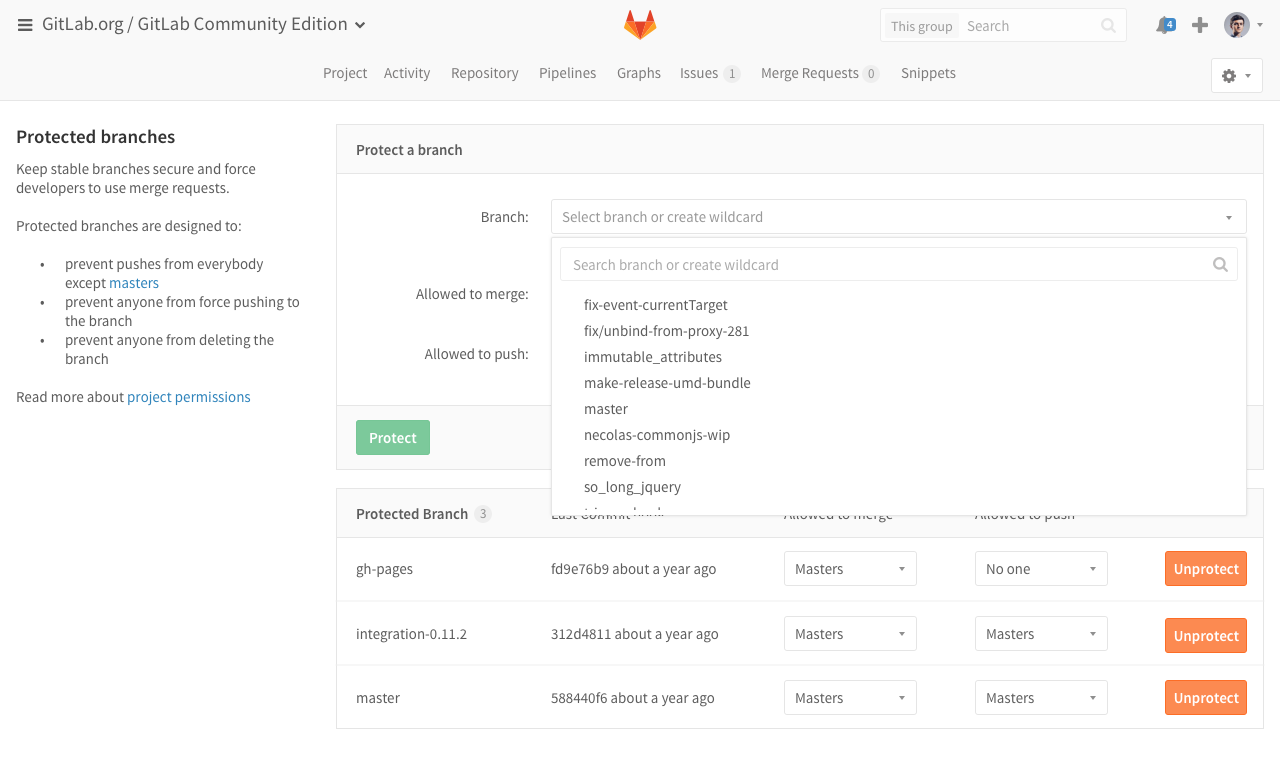 GitLab.org / GitLab Community Edition
This group Search
4
Project Activity Repository Pipelines Graphs Issues 1 Merge Requests 0 Snippets
Protected branches
Keep stable branches secure and force
developers to use merge requests.
Protected branches are designed to:
• prevent pushes from everybody
except masters
• prevent anyone from force pushing to
the branch
• prevent anyone from deleting the
branch
Read more about project permissions
Protect a branch
Branch: Select branch or create wildcard
Search branch or create wildcard
Allowed to merge:
Allowed to push:
fix-event-currentTarget
fix/unbind-from-proxy-281
immutable_attributes
make-release-umd-bundle
master
necolas-commonjs-wip
remove-from
so_long_jquery
Protect
Protected Branch 3 Last Commit Allowed to merge Allowed to push
gh-pages fd9e76b9 about a year ago Masters No one Unprotect
integration-0.11.2 312d4811 about a year ago Masters Masters Unprotect
master 588440f6 about a year ago Masters Masters Unprotect